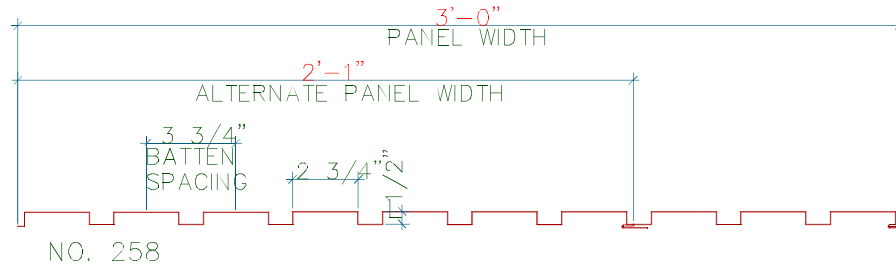 3'-0"
PANEL WIDTH
2'-1"
ALTERNATE PANEL WIDTH
3 3/4"
BATTEN
SPACING
2 3/4"
1/2"
NO. 258